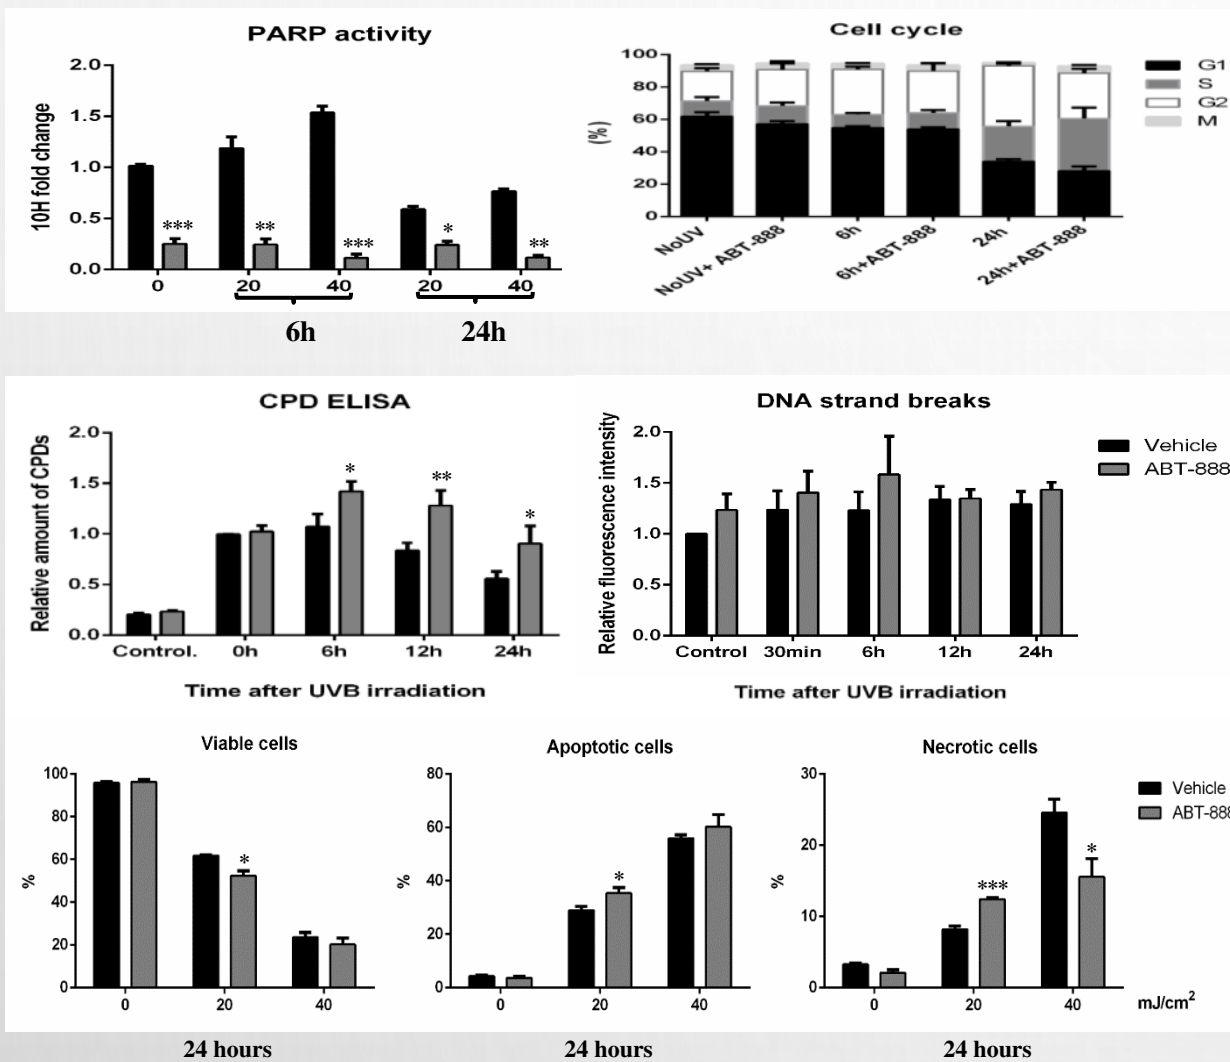 PARP activity
10H fold change
2.0
1.5
1.0
0.5
0.0
***
**
***
*
**
0 20 40 20 40
6h 24h
Cell cycle
(%)
100
80
60
40
20
0
NoUV
NoUV+ ABT-888
6h
6h+ABT-888
24h
24h+ABT-888
G1
S
G2
M
CPD ELISA
Relative amount of CPDs
2.0
1.5
1.0
0.5
0.0
*
**
*
Control. 0h 6h 12h 24h
Time after UVB irradiation
DNA strand breaks
Relative fluorescence intensity
2.0
1.5
1.0
0.5
0.0
Control 30min 6h 12h 24h
Time after UVB irradiation
Vehicle
ABT-888
Viable cells
%
100
80
60
40
20
0
*
0 20 40
24 hours
Apoptotic cells
%
80
60
40
20
0
*
0 20 40
24 hours
Necrotic cells
%
30
20
10
0
***
*
0 20 40 mJ/cm²
24 hours
Vehicle
ABT-888